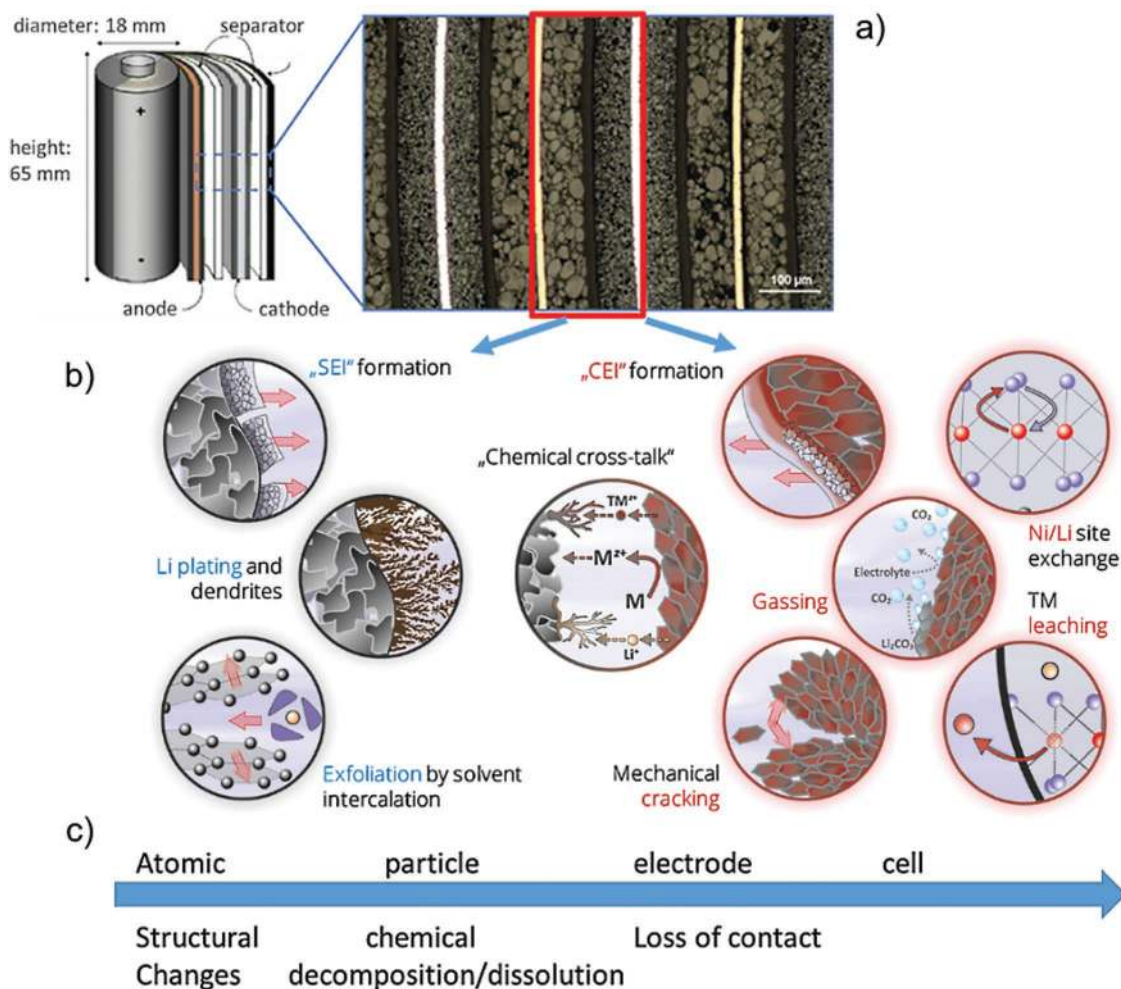 diameter: 18 mm
separator
a)
height:
65 mm
+
-
anode
cathode
100 µm
b)
„SEI“ formation
„CEI“ formation
„Chemical cross-talk“
TM²⁺
M²⁺
M
Li⁺
Li plating and
dendrites
Exfoliation by solvent
intercalation
CO₂
Electrolyte
CO₂
Li₂CO₃
Gassing
Ni/Li site
exchange
TM
leaching
Mechanical
cracking
c)
Atomic particle electrode cell
Structural chemical Loss of contact
Changes decomposition/dissolution